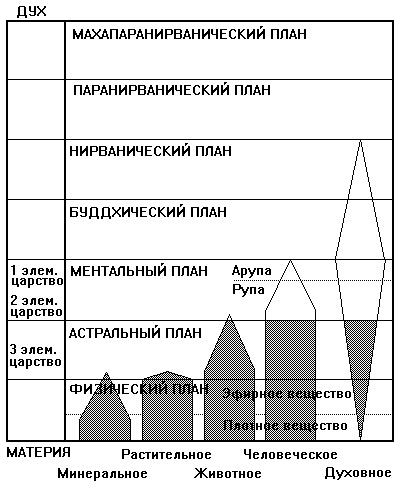 ДУХ
МАХАПАРАНИРВАНИЧЕСКИЙ ПЛАН
ПАРАНИРВАНИЧЕСКИЙ ПЛАН
НИРВАНИЧЕСКИЙ ПЛАН
БУДДХИЧЕСКИЙ ПЛАН
1 элем.
царство
МЕНТАЛЬНЫЙ ПЛАН
Арупа
Рупа
2 элем.
царство
АСТРАЛЬНЫЙ ПЛАН
3 элем.
царство
ФИЗИЧЕСКИЙ ПЛАН
Эфирное вещество
Плотное вещество
МАТЕРИЯ
Растительное
Человеческое
Минеральное
Животное
Духовное